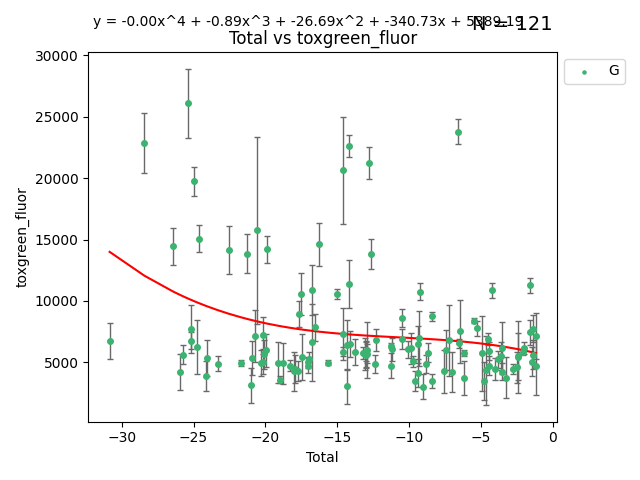 y = -0.00x^4 + -0.89x^3 + -26.69x^2 + -340.73x + 5389.19
N = 121
Total vs toxgreen_fluor
G
toxgreen_fluor
30000
25000
20000
15000
10000
5000
−30 −25 −20 −15 −10 −5 0
Total